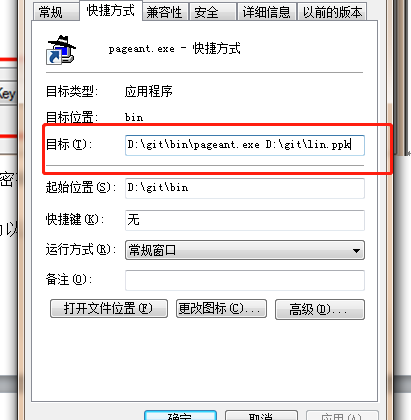 常规 快捷方式 兼容性 安全 详细信息 以前的版本
pageant.exe - 快捷方式
Key
目标类型: 应用程序
目标位置: bin
目标(T): D:\git\bin\pageant.exe D:\git\lin.ppk
密
起始位置(S): D:\git\bin
快捷键(K): 无
运行方式(R): 常规窗口
备注(O):
打开文件位置(F) 更改图标(C)... 高级(D)...
确定 取消 应用(A)